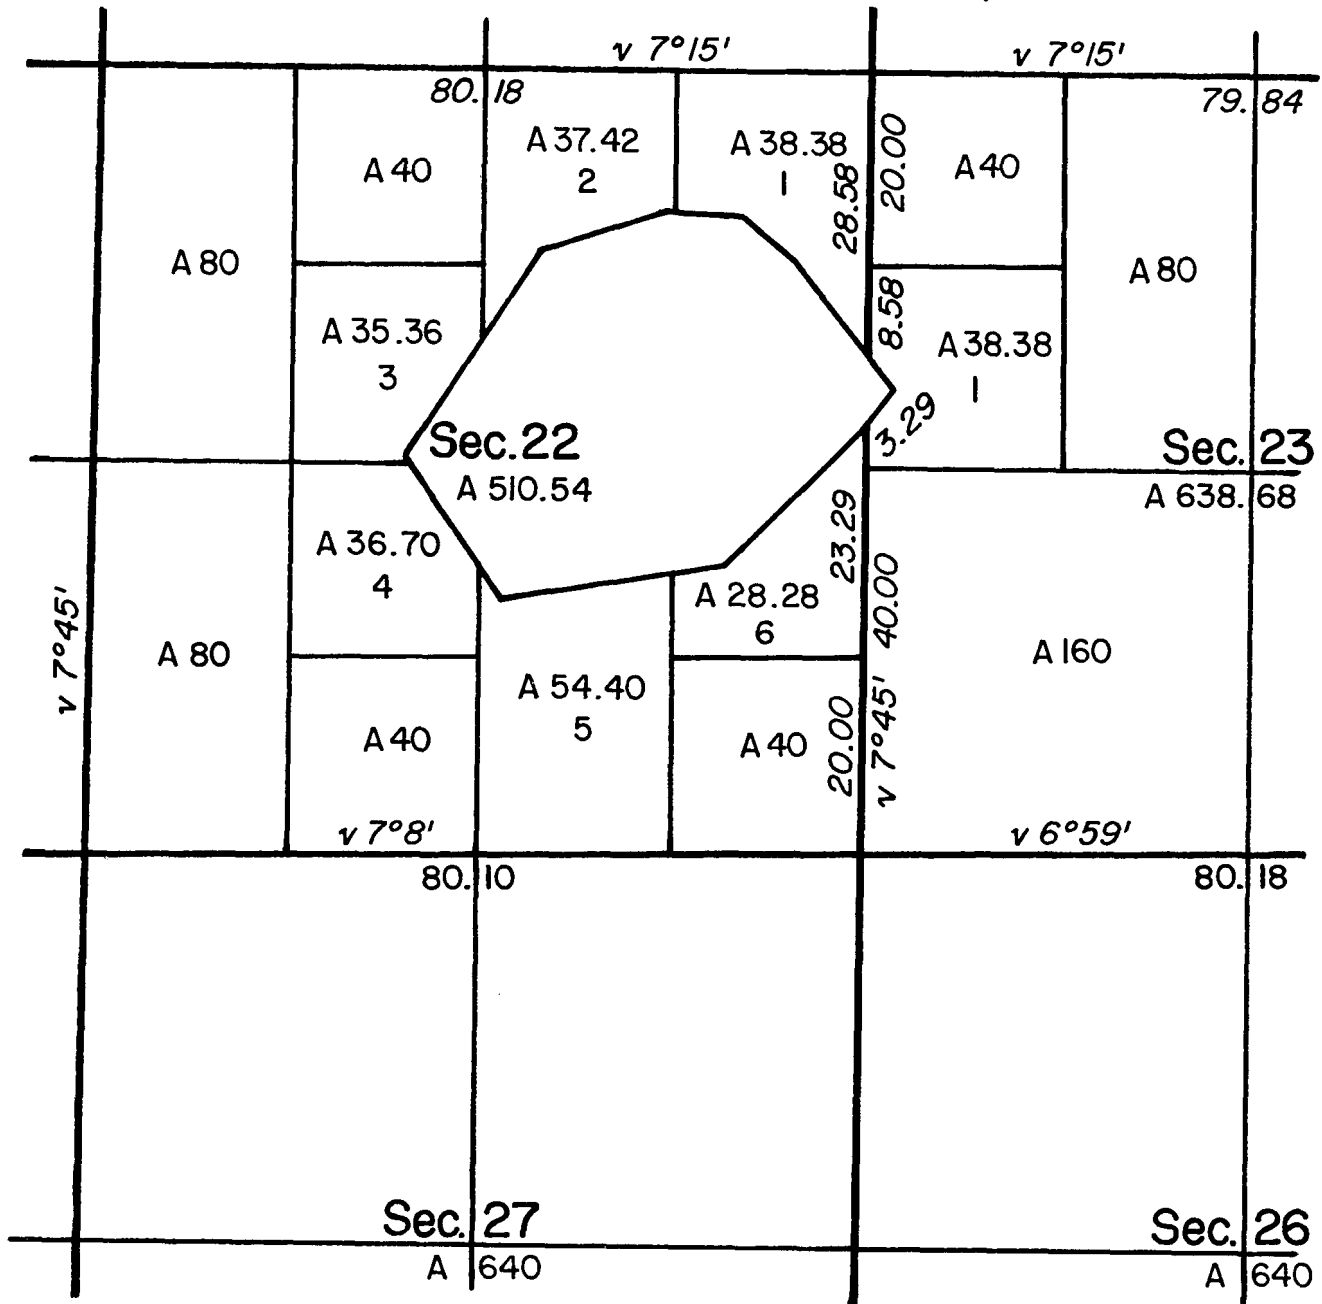 v 7°15'
v 7°15'
80.18
79.84
A 37.42
2
A 38.38
1
28.58
20.00
A 40
A 40
A 80
A 80
8.58
A 35.36
3
A 38.38
1
3.29
Sec. 22
A 510.54
Sec. 23
A 638.68
A 36.70
4
23.29
40.00
A 28.28
6
v 7°45'
A 80
A 160
A 54.40
5
A 40
A 40
20.00
v 7°45'
v 7°8'
v 6°59'
80.10
80.18
Sec. 27
A 640
Sec. 26
A 640